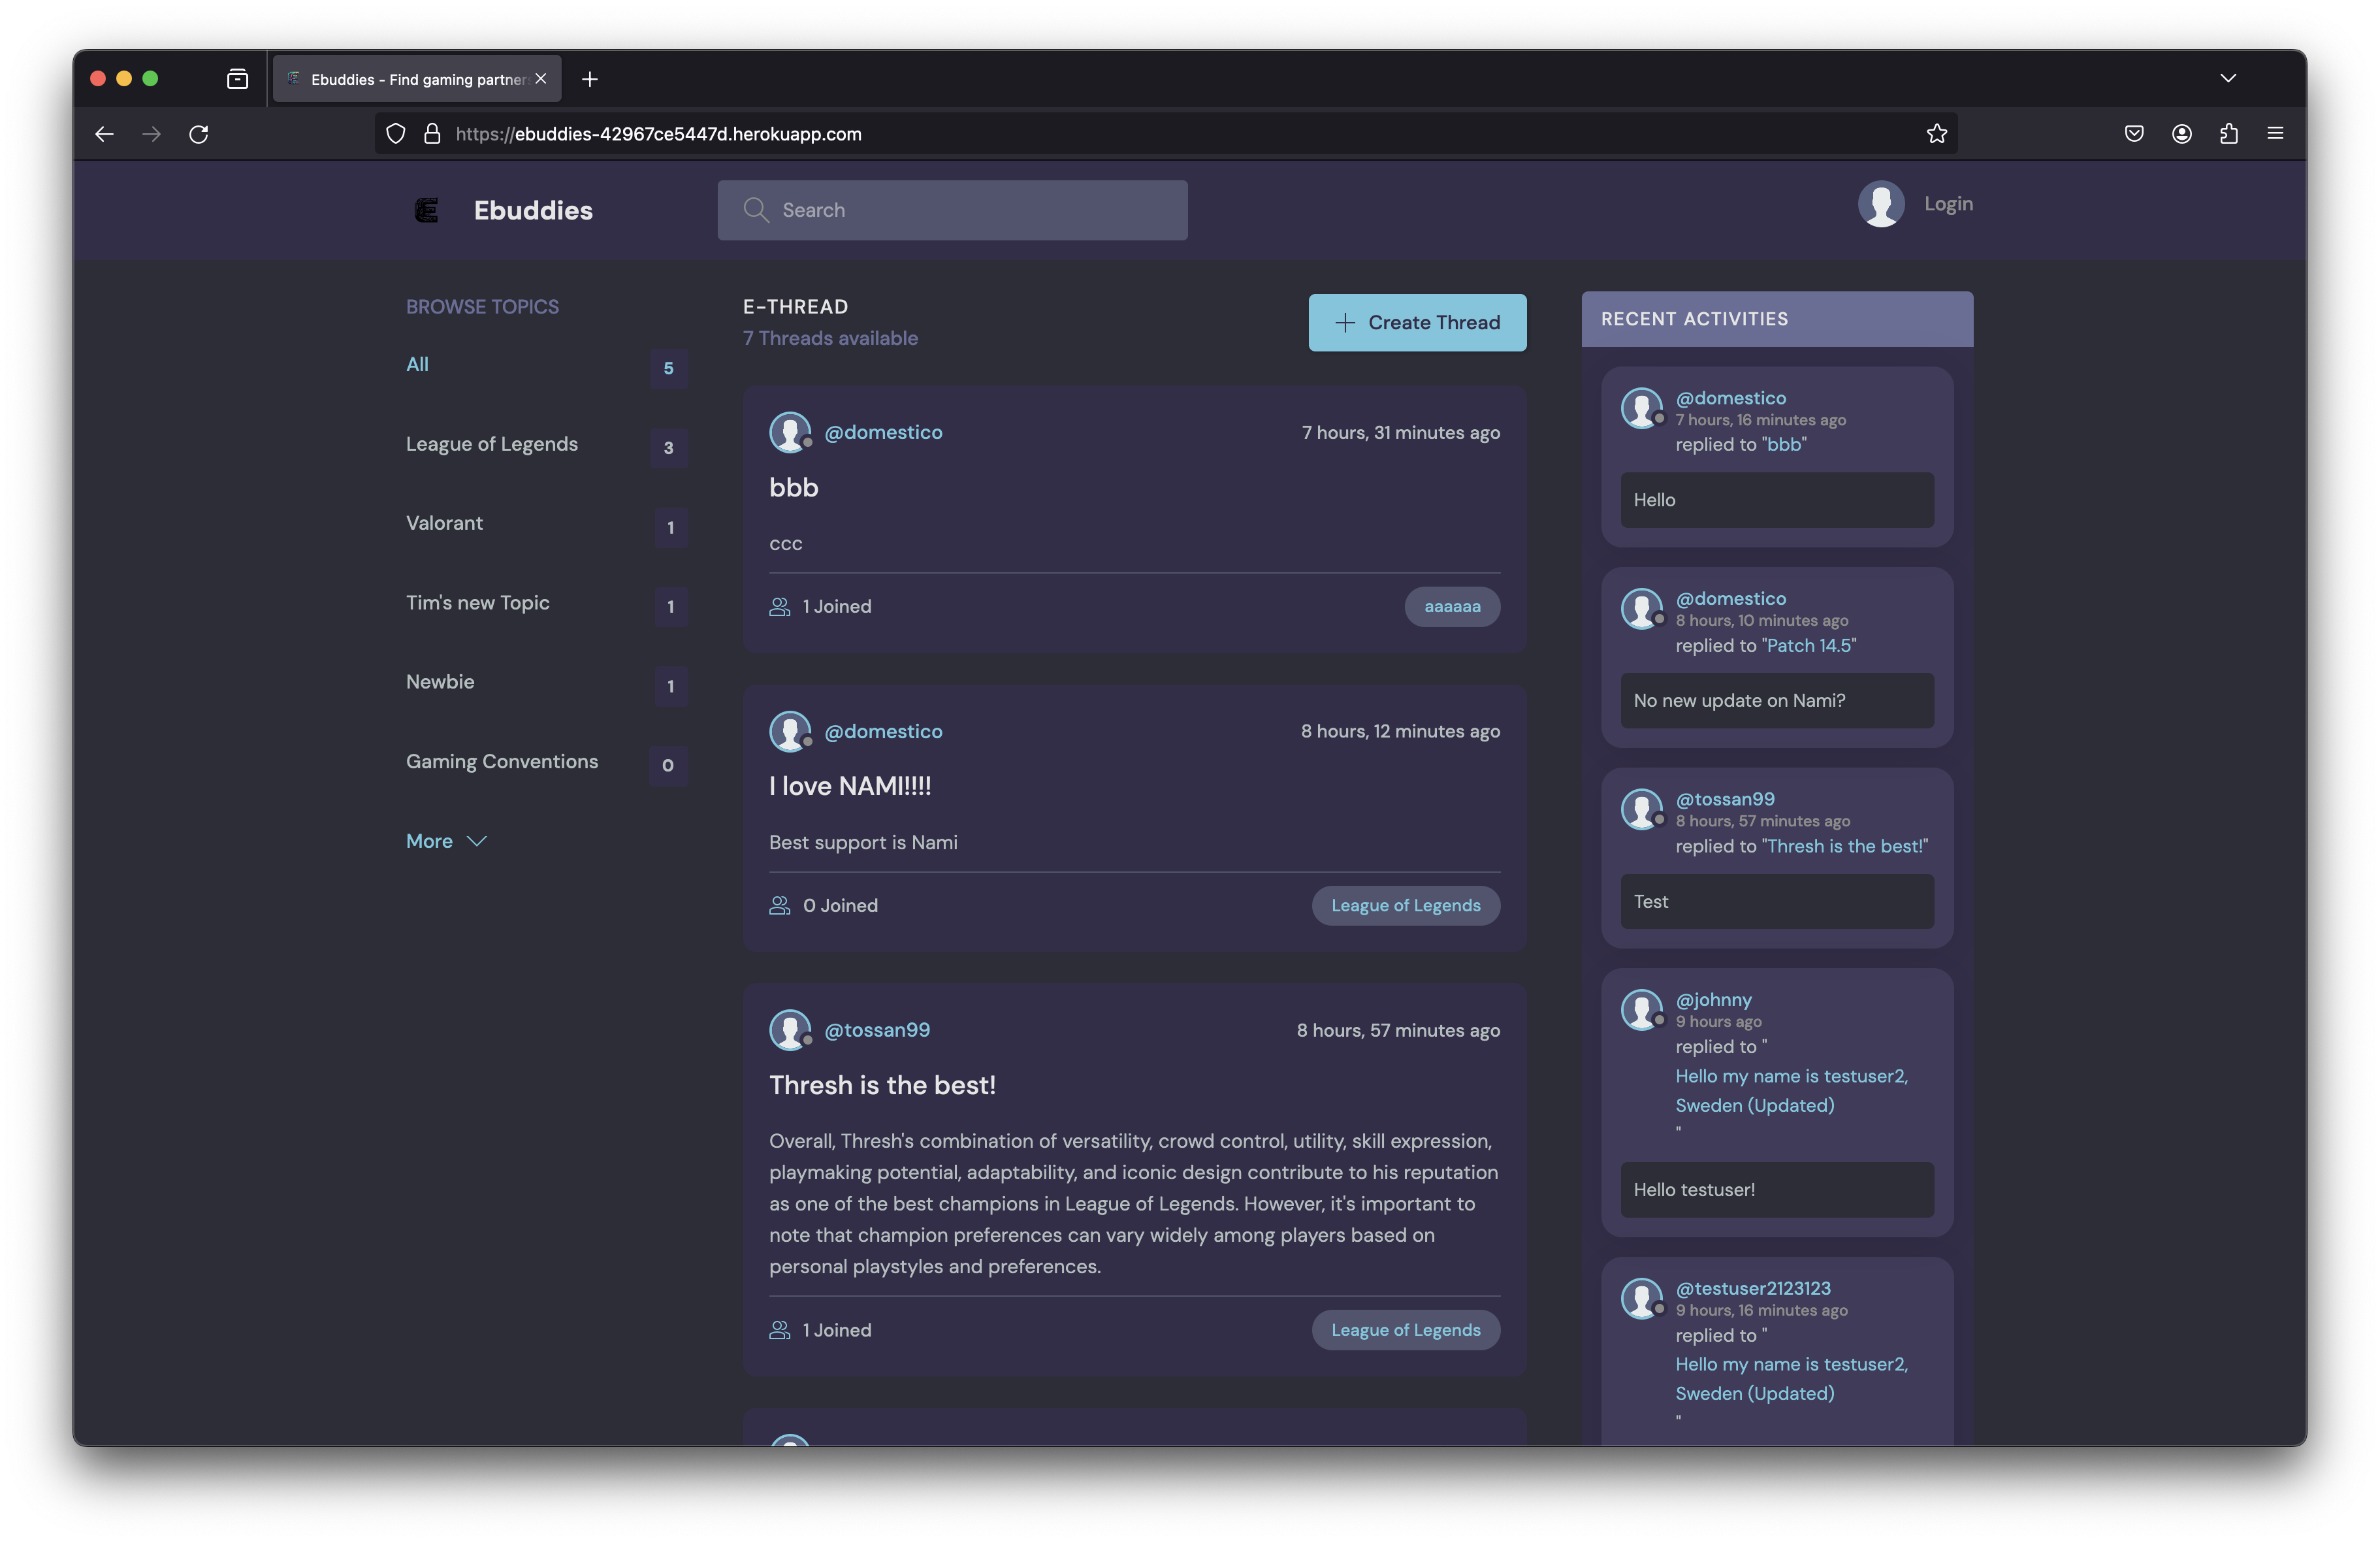 Ebuddies - Find gaming partner
https://ebuddies-42967ce5447d.herokuapp.com
Ebuddies
Search
Login
BROWSE TOPICS
All
5
League of Legends
3
Valorant
1
Tim's new Topic
1
Newbie
1
Gaming Conventions
0
More
E-THREAD
7 Threads available
Create Thread
@domestico
7 hours, 31 minutes ago
bbb
ccc
1 Joined
aaaaaa
@domestico
8 hours, 12 minutes ago
I love NAMI!!!!
Best support is Nami
0 Joined
League of Legends
@tossan99
8 hours, 57 minutes ago
Thresh is the best!
Overall, Thresh's combination of versatility, crowd control, utility, skill expression,
playmaking potential, adaptability, and iconic design contribute to his reputation
as one of the best champions in League of Legends. However, it's important to
note that champion preferences can vary widely among players based on
personal playstyles and preferences.
1 Joined
League of Legends
RECENT ACTIVITIES
@domestico
7 hours, 16 minutes ago
replied to "bbb"
Hello
@domestico
8 hours, 10 minutes ago
replied to "Patch 14.5"
No new update on Nami?
@tossan99
8 hours, 57 minutes ago
replied to "Thresh is the best!"
Test
@johnny
9 hours ago
replied to "
Hello my name is testuser2,
Sweden (Updated)
"
Hello testuser!
@testuser2123123
9 hours, 16 minutes ago
replied to "
Hello my name is testuser2,
Sweden (Updated)
"